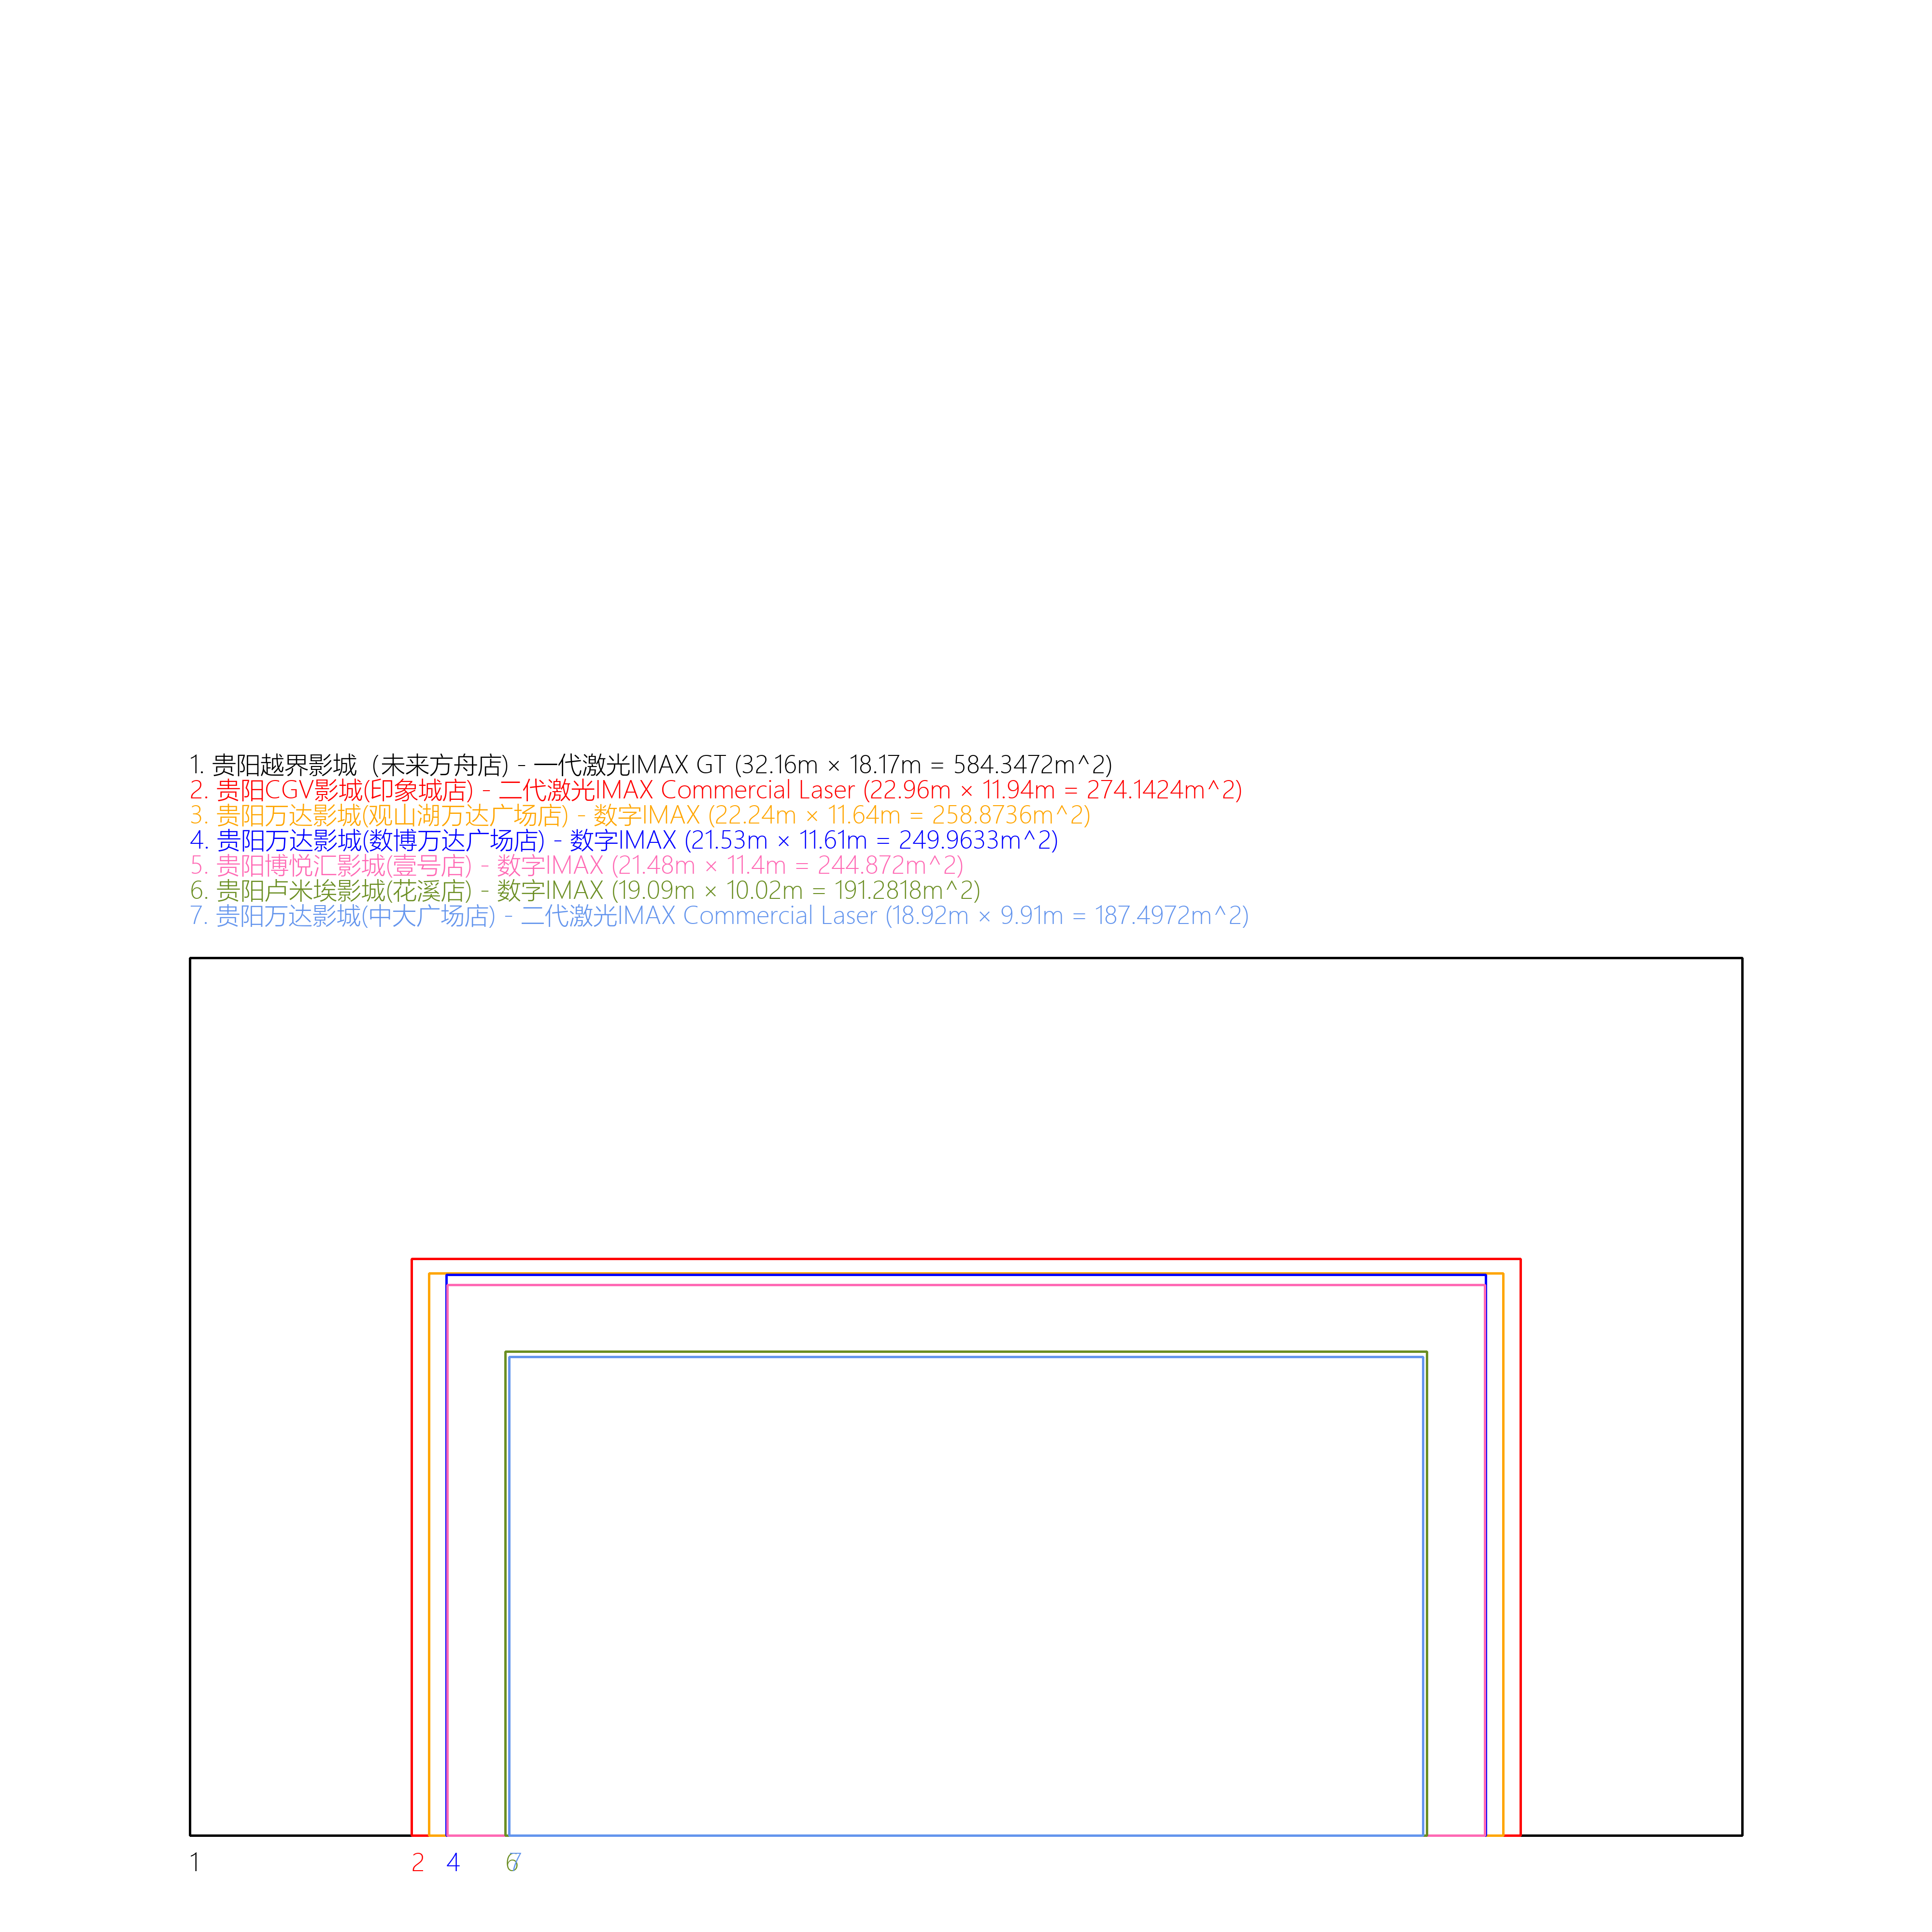 1. 贵阳越界影城（未来方舟店) - 一代激光IMAX GT (32.16m × 18.17m = 584.3472m^2)
2. 贵阳CGV影城(印象城店) - 二代激光IMAX Commercial Laser (22.96m × 11.94m = 274.1424m^2)
3. 贵阳万达影城(观山湖万达广场店) - 数字IMAX (22.24m × 11.64m = 258.8736m^2)
4. 贵阳万达影城(数博万达广场店) - 数字IMAX (21.53m × 11.61m = 249.9633m^2)
5. 贵阳博悦汇影城(壹号店) - 数字IMAX (21.48m × 11.4m = 244.872m^2)
6. 贵阳卢米埃影城(花溪店) - 数字IMAX (19.09m × 10.02m = 191.2818m^2)
7. 贵阳万达影城(中大广场店) - 二代激光IMAX Commercial Laser (18.92m × 9.91m = 187.4972m^2)
1 2 4 6 7